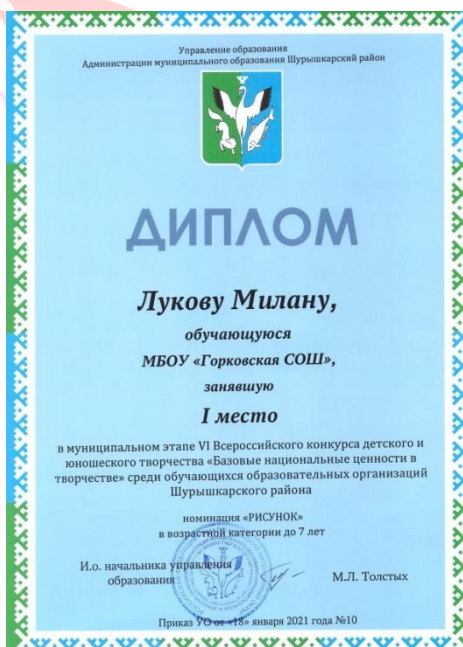 Управление образования
Администрации муниципального образования Шурышкарский район
ДИПЛОМ
Лукову Милану,
обучающуюся
МБОУ «Горковская СОШ»,
занявшую
I место
в муниципальном этапе VI Всероссийского конкурса детского и
юношеского творчества «Базовые национальные ценности в
творчестве» среди обучающихся образовательных организаций
Шурышкарского района
номинация «РИСУНОК»
в возрастной категории до 7 лет
И.о. начальника управления
образования
М.Л. Толстых
Приказ УО от «18» января 2021 года №10